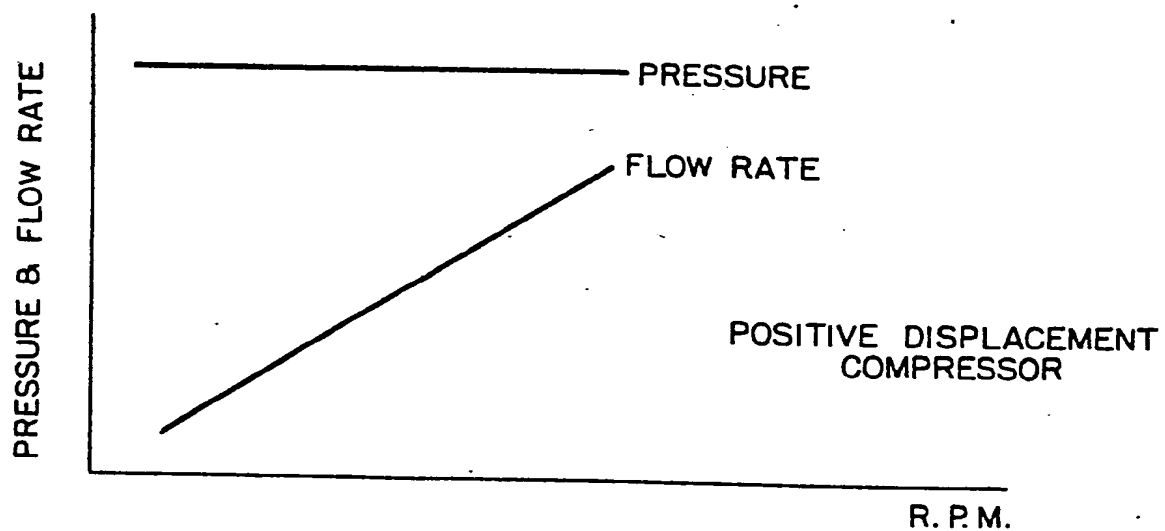 PRESSURE & FLOW RATE
PRESSURE
FLOW RATE
POSITIVE DISPLACEMENT
COMPRESSOR
R. P. M.